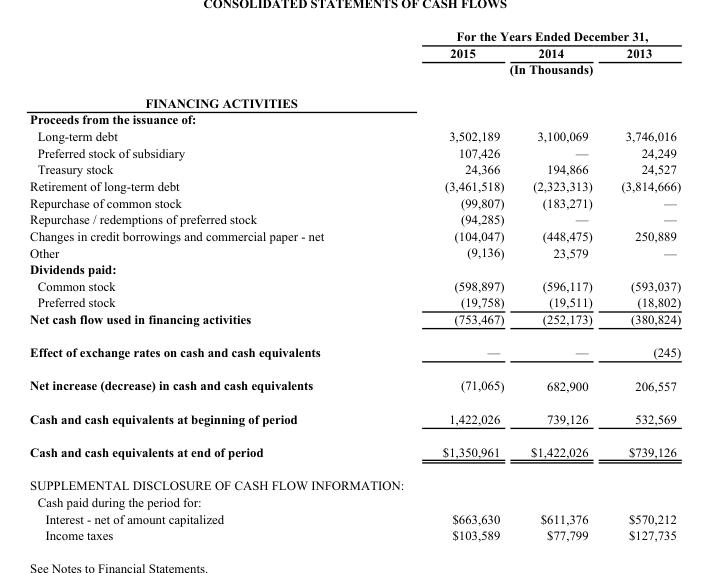 CONSOLIDATED STATEMENTS OF CASH FLOWS
For the Years Ended December 31,
2015 2014 2013
(In Thousands)
FINANCING ACTIVITIES
Proceeds from the issuance of:
Long-term debt 3,502,189 3,100,069 3,746,016
Preferred stock of subsidiary 107,426 — 24,249
Treasury stock 24,366 194,866 24,527
Retirement of long-term debt (3,461,518) (2,323,313) (3,814,666)
Repurchase of common stock (99,807) (183,271) —
Repurchase / redemptions of preferred stock (94,285) — —
Changes in credit borrowings and commercial paper - net (104,047) (448,475) 250,889
Other (9,136) 23,579 —
Dividends paid:
Common stock (598,897) (596,117) (593,037)
Preferred stock (19,758) (19,511) (18,802)
Net cash flow used in financing activities (753,467) (252,173) (380,824)
Effect of exchange rates on cash and cash equivalents — — (245)
Net increase (decrease) in cash and cash equivalents (71,065) 682,900 206,557
Cash and cash equivalents at beginning of period 1,422,026 739,126 532,569
Cash and cash equivalents at end of period $1,350,961 $1,422,026 $739,126
SUPPLEMENTAL DISCLOSURE OF CASH FLOW INFORMATION:
Cash paid during the period for:
Interest - net of amount capitalized $663,630 $611,376 $570,212
Income taxes $103,589 $77,799 $127,735
See Notes to Financial Statements.